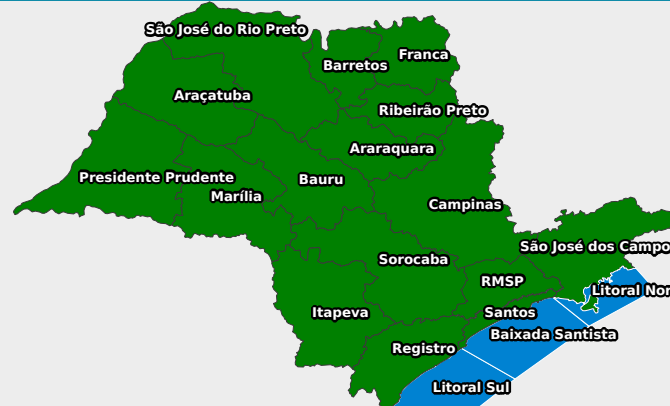 São José do Rio Preto
Franca
Barretos
Araçatuba
Ribeirão Preto
Araraquara
Presidente Prudente
Bauru
Marília
Campinas
São José dos Campo
Sorocaba
RMSP
Litoral Nor
Itapeva
Santos
Baixada Santista
Registro
Litoral Sul